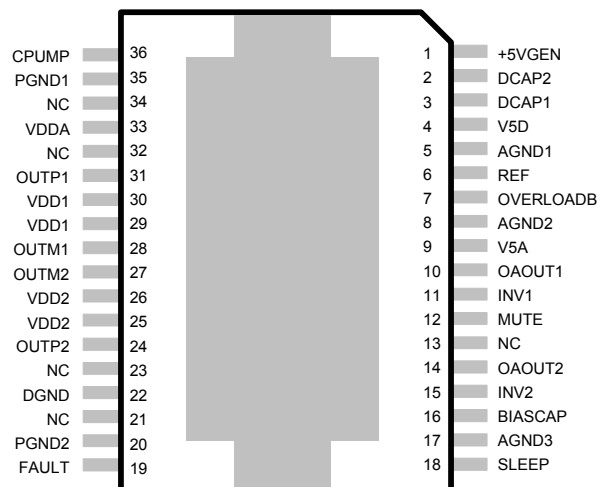 CPUMP 36 1 +5VGEN
PGND1 35 2 DCAP2
NC 34 3 DCAP1
VDDA 33 4 V5D
NC 32 5 AGND1
OUTP1 31 6 REF
VDD1 30 7 OVERLOADB
VDD1 29 8 AGND2
OUTM1 28 9 V5A
OUTM2 27 10 OAOUT1
VDD2 26 11 INV1
VDD2 25 12 MUTE
OUTP2 24 13 NC
NC 23 14 OAOUT2
DGND 22 15 INV2
NC 21 16 BIASCAP
PGND2 20 17 AGND3
FAULT 19 18 SLEEP